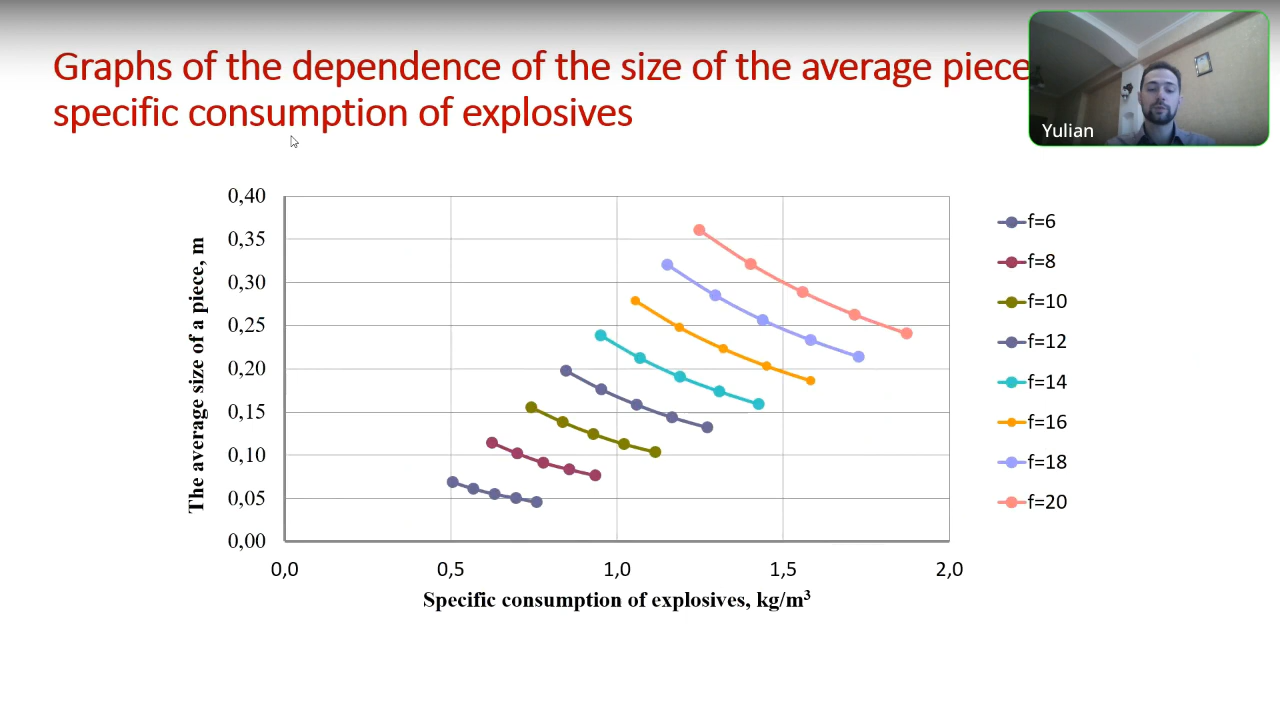 Graphs of the dependence of the size of the average piece
specific consumption of explosives
Yulian
0,40
0,35
0,30
0,25
0,20
0,15
0,10
0,05
0,00
The average size of a piece, m
0,0
0,5
1,0
1,5
2,0
Specific consumption of explosives, kg/m³
f=6
f=8
f=10
f=12
f=14
f=16
f=18
f=20